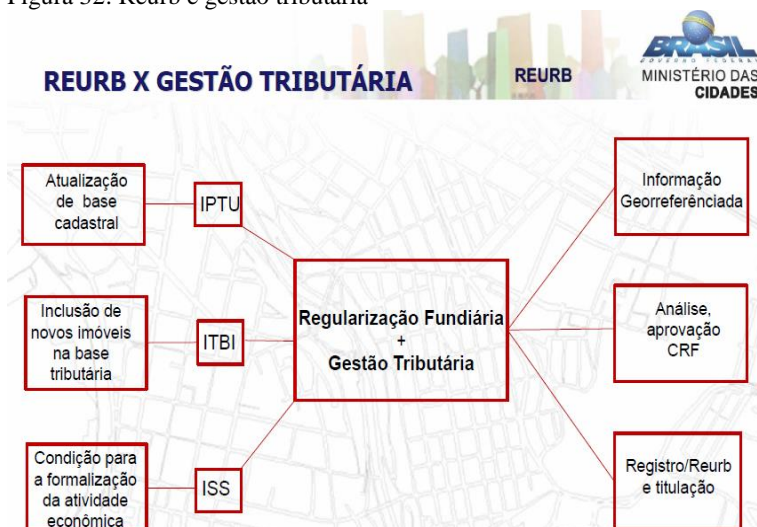 Figura 32: Reurb e gestão tributária
REURB X GESTÃO TRIBUTÁRIA
REURB
BRASIL
GOVERNO FEDERAL
MINISTÉRIO DAS
CIDADES
Atualização
de base
cadastral
IPTU
Inclusão de
novos imóveis
na base
tributária
ITBI
Condição para
a formalização
da atividade
econômica
ISS
Regularização Fundiária
+
Gestão Tributária
Informação
Georreferênciada
Análise,
aprovação
CRF
Registro/Reurb
e titulação